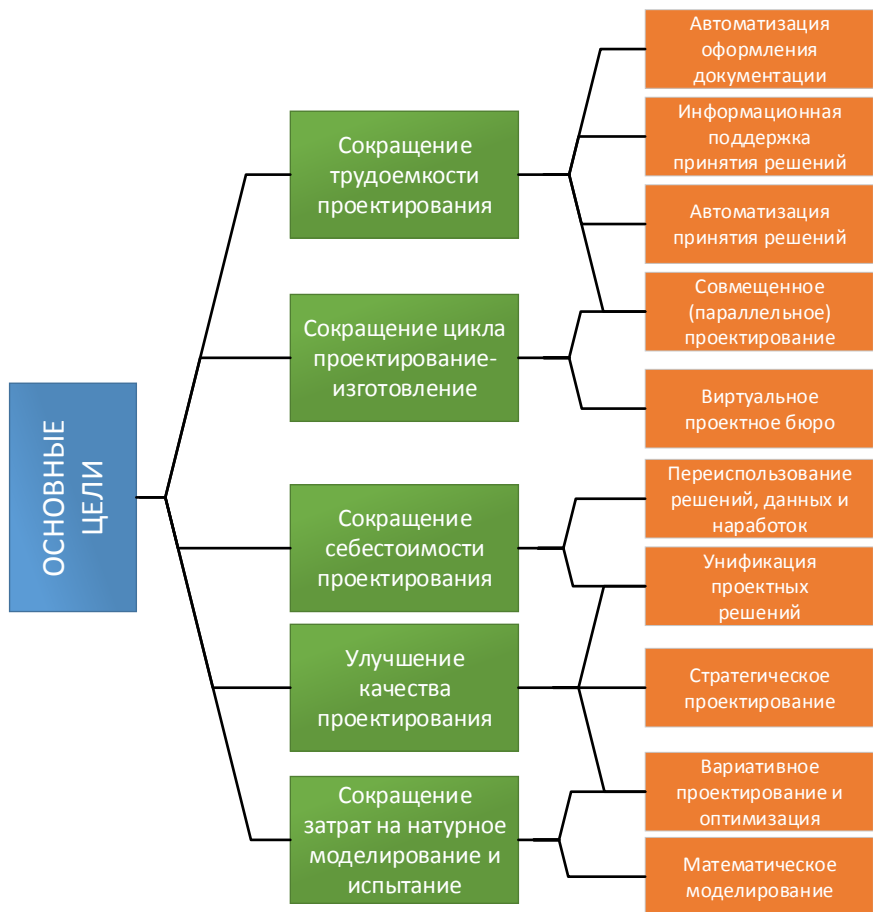 ОСНОВНЫЕ
ЦЕЛИ
Сокращение
трудоемкости
проектирования
Сокращение цикла
проектирование-
изготовление
Сокращение
себестоимости
проектирования
Улучшение
качества
проектирования
Сокращение
затрат на натурное
моделирование и
испытание
Автоматизация
оформления
документации
Информационная
поддержка
принятия решений
Автоматизация
принятия решений
Совмещенное
(параллельное)
проектирование
Виртуальное
проектное бюро
Переиспользование
решений, данных и
наработок
Унификация
проектных
решений
Стратегическое
проектирование
Вариативное
проектирование и
оптимизация
Математическое
моделирование